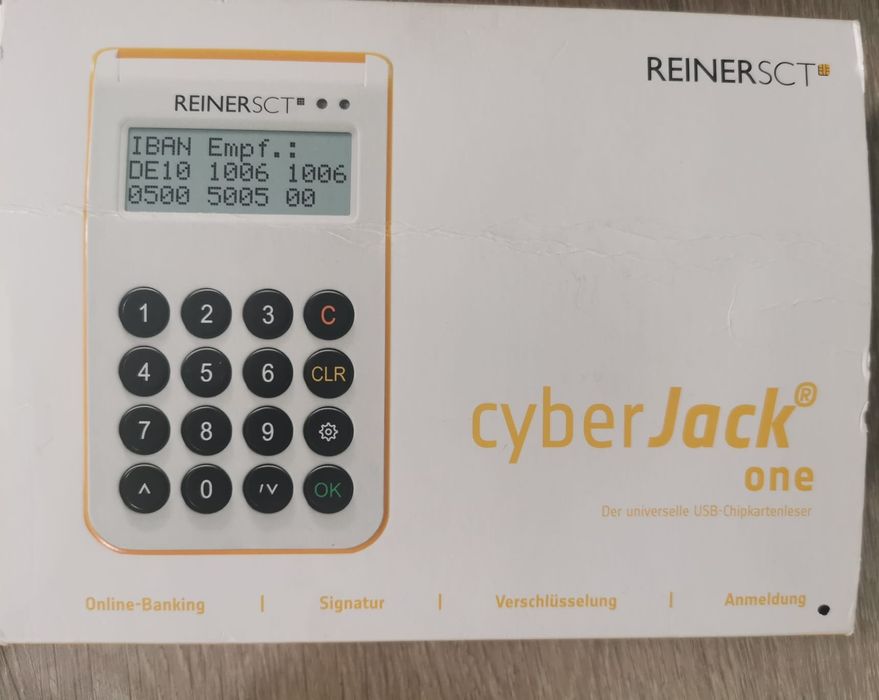 REINERSCT
REINERSCT
IBAN Empf.:
DE10 1006 1006
0500 5005 00
1 2 3 C
4 5 6 CLR
7 8 9
^ 0 ′∨ OK
cyberJack®
one
Der universelle USB-Chipkartenleser
Online-Banking | Signatur | Verschlüsselung | Anmeldung